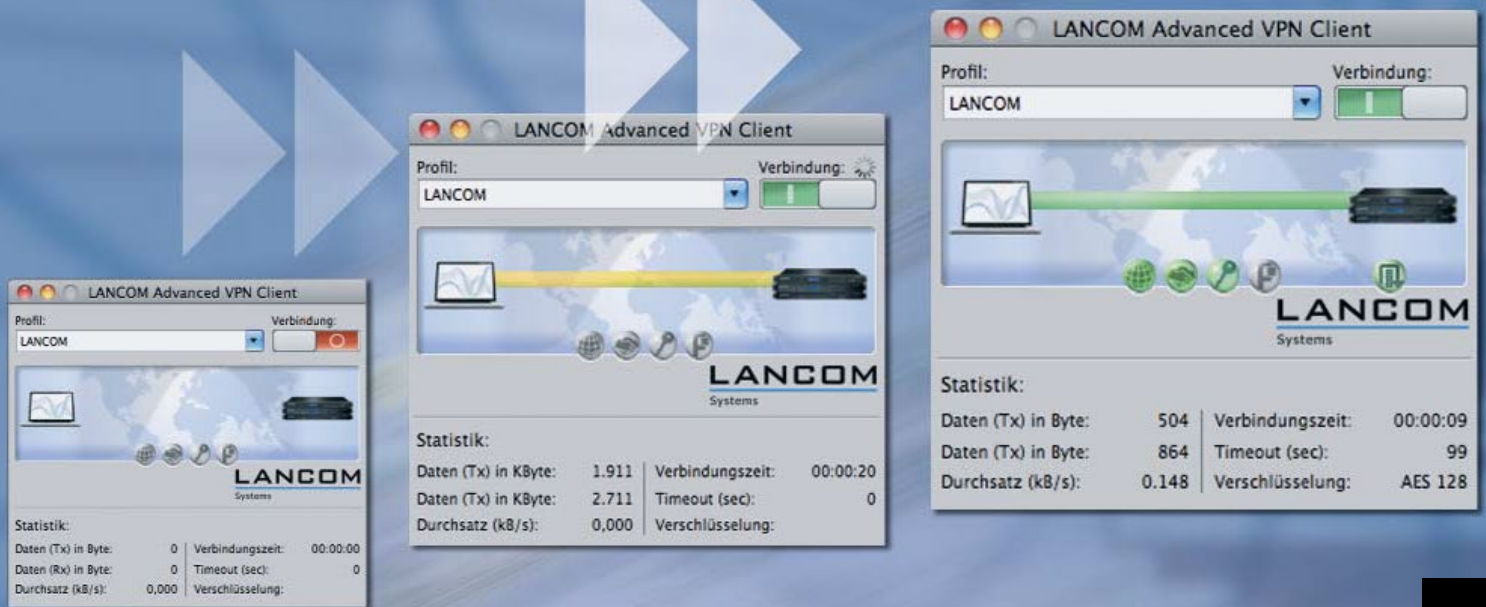 LANCOM Advanced VPN Client
Profil:
Verbindung:
LANCOM
LANCOM
Systems
Statistik:
Daten (Tx) in Byte: 0 Verbindungszeit: 00:00:00
Daten (Rx) in Byte: 0 Timeout (sec): 0
Durchsatz (kB/s): 0,000 Verschlüsselung:
LANCOM Advanced VPN Client
Profil:
Verbindung:
LANCOM
LANCOM
Systems
Statistik:
Daten (Tx) in KByte: 1.911 Verbindungszeit: 00:00:20
Daten (Tx) in KByte: 2.711 Timeout (sec): 0
Durchsatz (kB/s): 0,000 Verschlüsselung:
LANCOM Advanced VPN Client
Profil:
Verbindung:
LANCOM
LANCOM
Systems
Statistik:
Daten (Tx) in Byte: 504 Verbindungszeit: 00:00:09
Daten (Tx) in Byte: 864 Timeout (sec): 99
Durchsatz (kB/s): 0.148 Verschlüsselung: AES 128